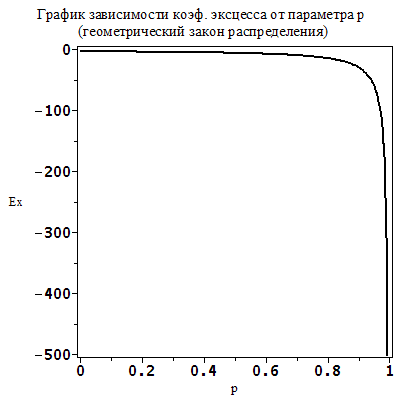 График зависимости коэф. эксцесса от параметра p
(геометрический закон распределения)
0
-100
-200
Ex
-300
-400
-500
0 0.2 0.4 0.6 0.8 1
p